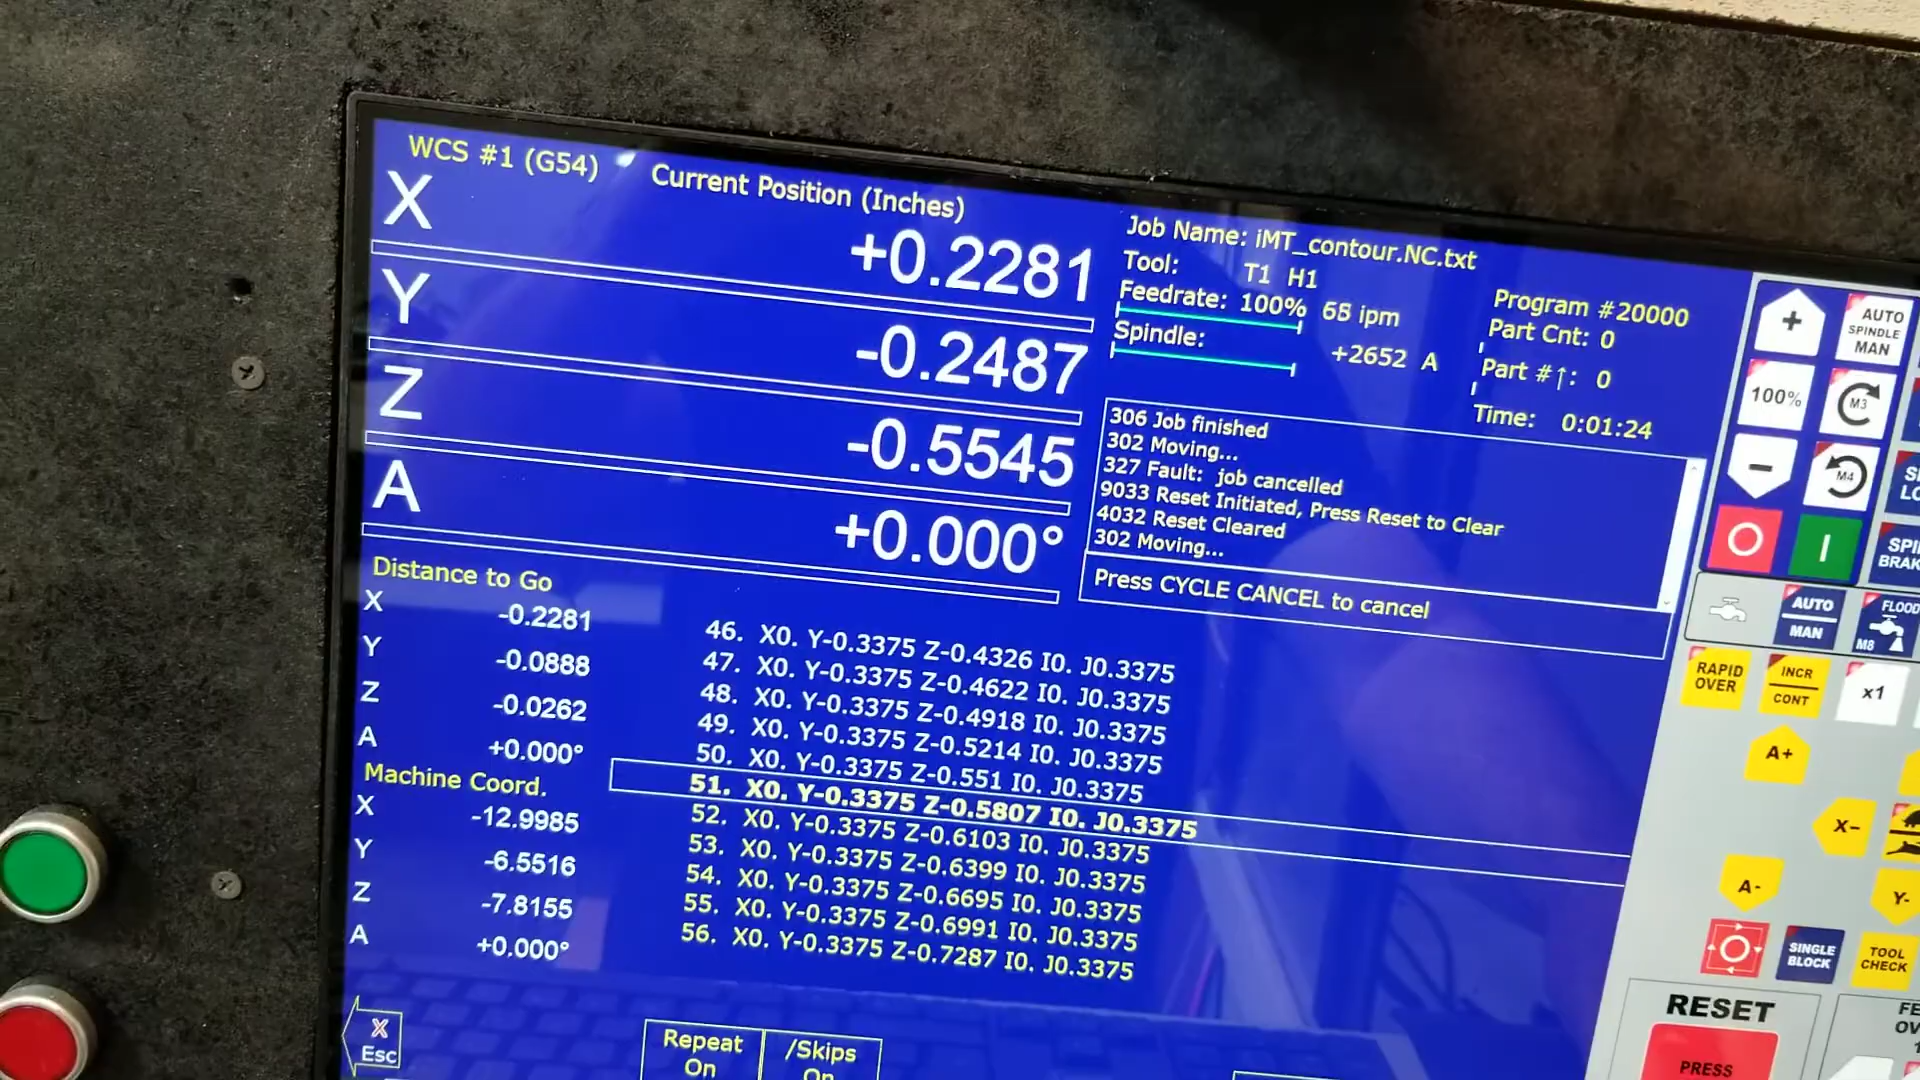 WCS #1 (G54)
Current Position (Inches)
X +0.2281
Y -0.2487
Z -0.5545
A +0.000°
Job Name: iMT_contour.NC.txt
Tool: T1 H1
Feedrate: 100% 68 ipm
Spindle: +2652 A
Program #20000
Part Cnt: 0
Part #↑: 0
Time: 0:01:24
306 Job finished
302 Moving...
327 Fault: job cancelled
9033 Reset Initiated, Press Reset to Clear
4032 Reset Cleared
302 Moving...
Press CYCLE CANCEL to cancel
Distance to Go
X -0.2281
Y -0.0888
Z -0.0262
A +0.000°
Machine Coord.
X -12.9985
Y -6.5516
Z -7.8155
A +0.000°
46. X0. Y-0.3375 Z-0.4326 I0. J0.3375
47. X0. Y-0.3375 Z-0.4622 I0. J0.3375
48. X0. Y-0.3375 Z-0.4918 I0. J0.3375
49. X0. Y-0.3375 Z-0.5214 I0. J0.3375
50. X0. Y-0.3375 Z-0.551 I0. J0.3375
51. X0. Y-0.3375 Z-0.5807 I0. J0.3375
52. X0. Y-0.3375 Z-0.6103 I0. J0.3375
53. X0. Y-0.3375 Z-0.6399 I0. J0.3375
54. X0. Y-0.3375 Z-0.6695 I0. J0.3375
55. X0. Y-0.3375 Z-0.6991 I0. J0.3375
56. X0. Y-0.3375 Z-0.7287 I0. J0.3375
X
Esc
Repeat
On
/Skips
On
+
AUTO
SPINDLE
MAN
100%
M3
−
M4
AUTO
MAN
FLOOD
M8
RAPID
OVER
INCR
CONT
x1
A+
X-
A-
Y-
SINGLE
BLOCK
TOOL
CHECK
RESET
PRESS